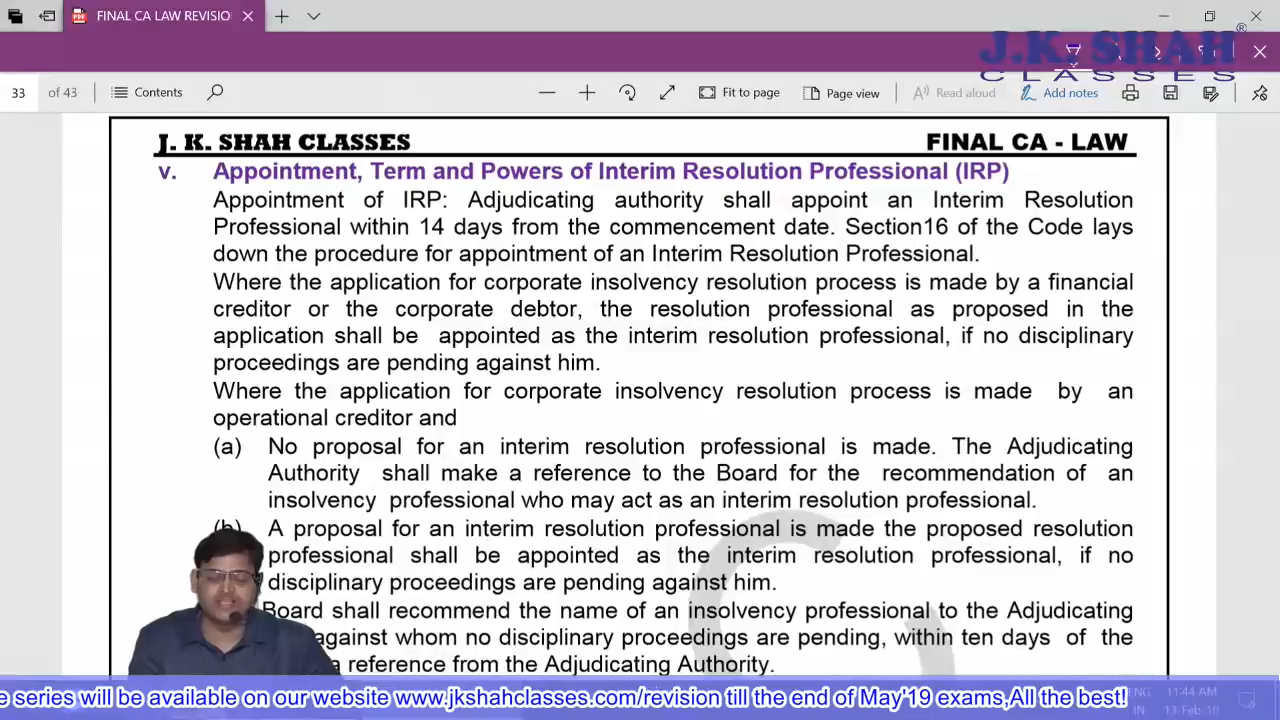 FINAL CA LAW REVISIO
J.K. SHAH
CLASSES
®
33 of 43 Contents Fit to page Page view Read aloud Add notes
J. K. SHAH CLASSES FINAL CA - LAW
v. Appointment, Term and Powers of Interim Resolution Professional (IRP)
Appointment of IRP: Adjudicating authority shall appoint an Interim Resolution
Professional within 14 days from the commencement date. Section16 of the Code lays
down the procedure for appointment of an Interim Resolution Professional.
Where the application for corporate insolvency resolution process is made by a financial
creditor or the corporate debtor, the resolution professional as proposed in the
application shall be appointed as the interim resolution professional, if no disciplinary
proceedings are pending against him.
Where the application for corporate insolvency resolution process is made by an
operational creditor and
(a) No proposal for an interim resolution professional is made. The Adjudicating
Authority shall make a reference to the Board for the recommendation of an
insolvency professional who may act as an interim resolution professional.
(b) A proposal for an interim resolution professional is made the proposed resolution
professional shall be appointed as the interim resolution professional, if no
disciplinary proceedings are pending against him.
Board shall recommend the name of an insolvency professional to the Adjudicating
against whom no disciplinary proceedings are pending, within ten days of the
a reference from the Adjudicating Authority.
e series will be available on our website www.jkshahclasses.com/revision till the end of May'19 exams,All the best!
ENG 11:44 AM
IN